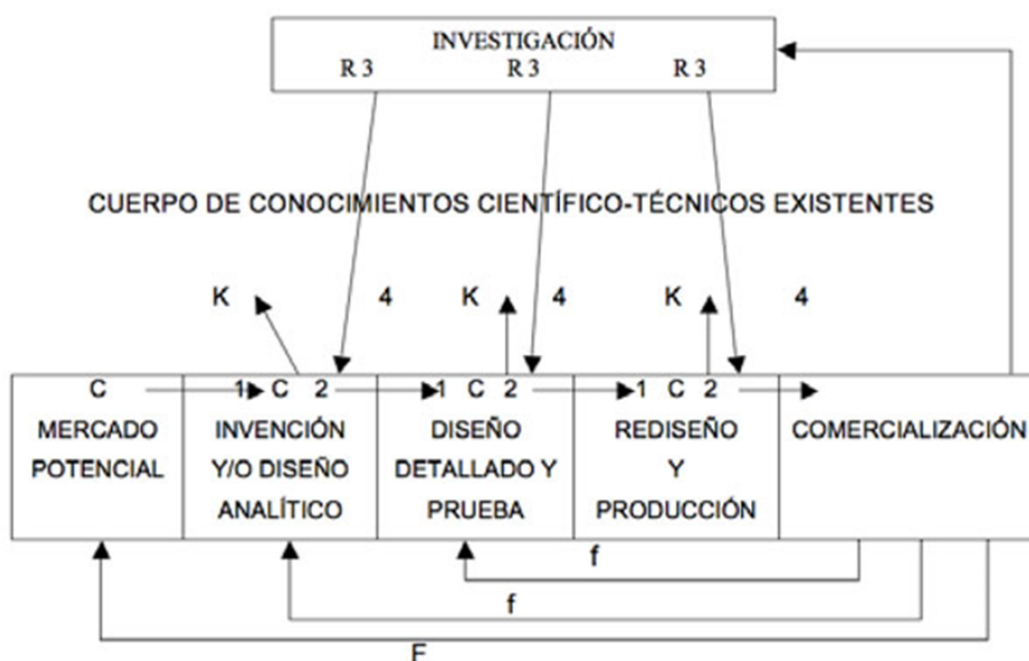 INVESTIGACIÓN
R 3 R 3 R 3
CUERPO DE CONOCIMIENTOS CIENTÍFICO-TÉCNICOS EXISTENTES
K 4 K 4 K 4
C 1 C 2 1 C 2 1 C 2
MERCADO INVENCIÓN DISEÑO REDISEÑO COMERCIALIZACIÓN
POTENCIAL Y/O DISEÑO DETALLADO Y Y
ANALÍTICO PRUEBA PRODUCCIÓN
f
f
F